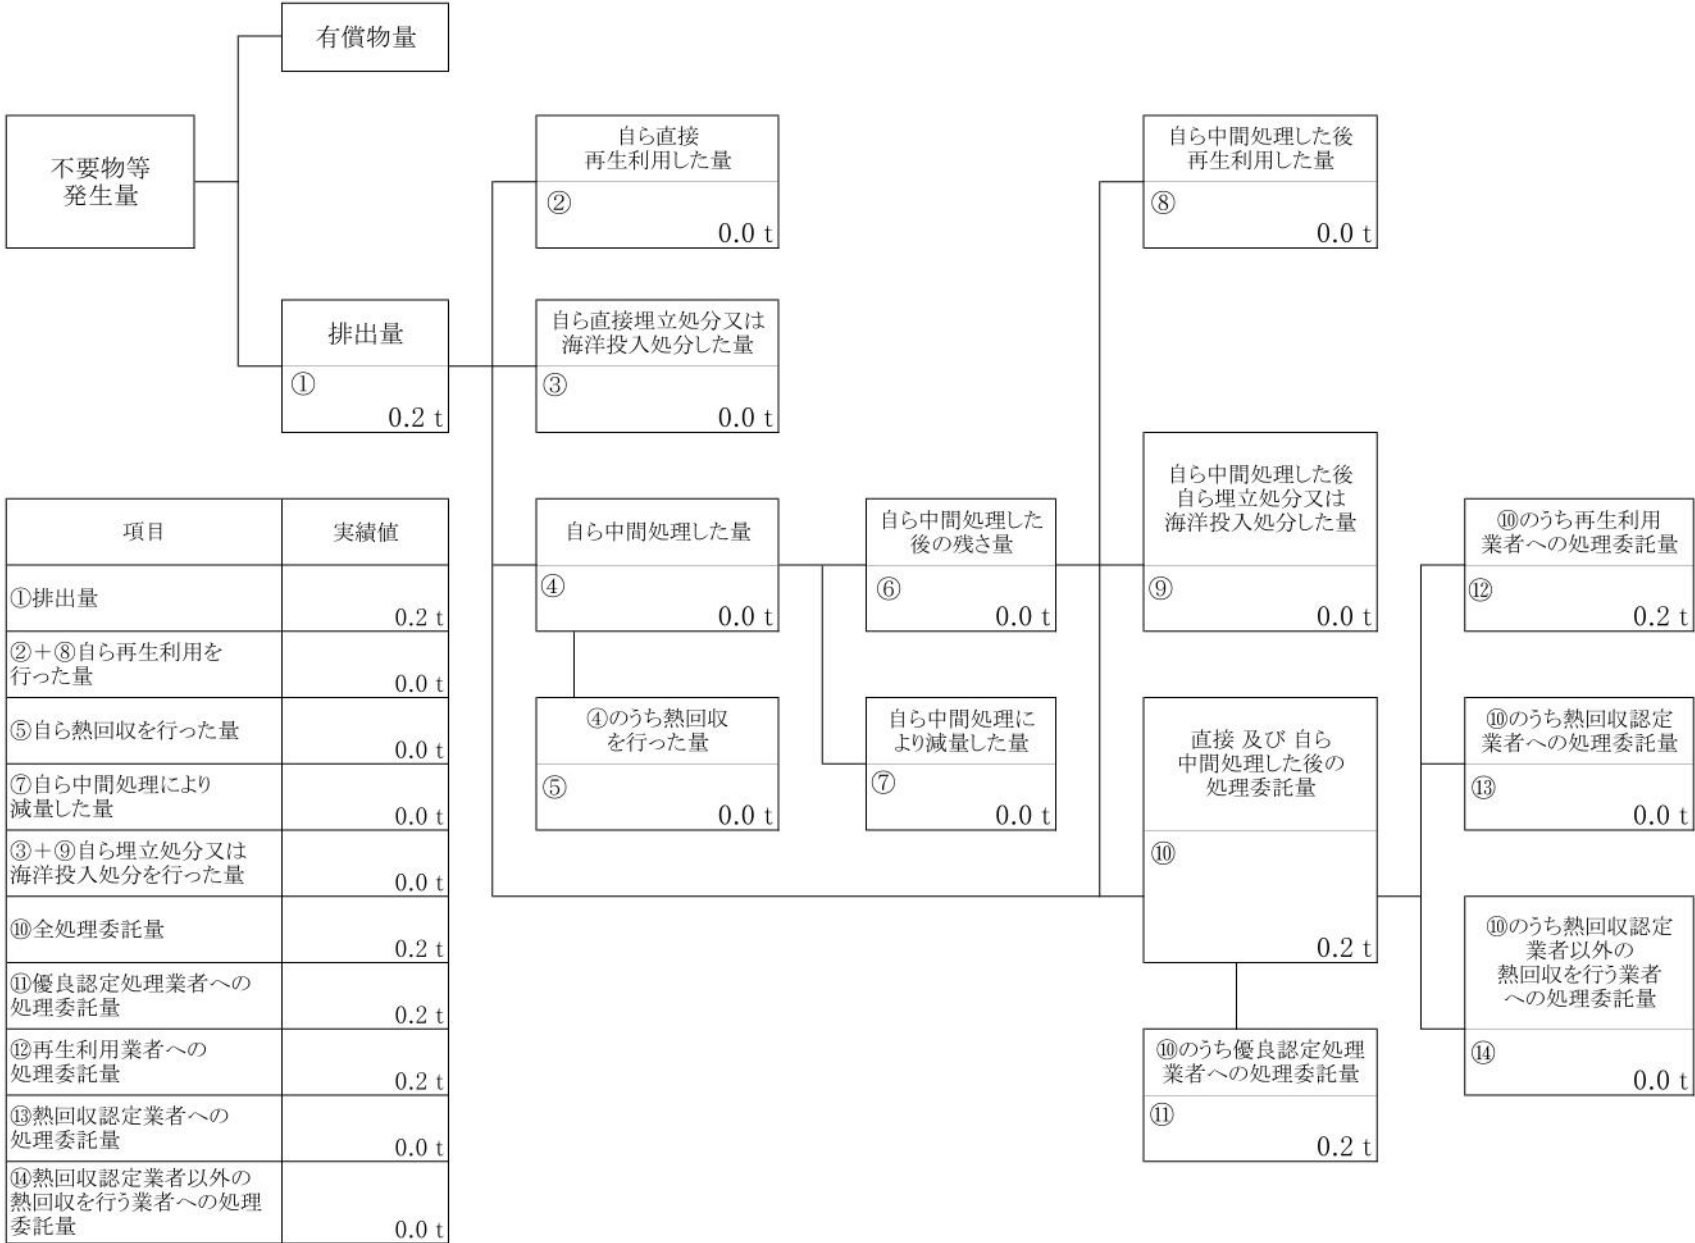 有償物量
不要物等
発生量
自ら直接
再生利用した量
②
0.0 t
自ら中間処理した後
再生利用した量
⑧
0.0 t
排出量
①
0.2 t
自ら直接埋立処分又は
海洋投入処分した量
③
0.0 t
自ら中間処理した量
④
0.0 t
自ら中間処理した
後の残さ量
⑥
0.0 t
自ら中間処理した後
自ら埋立処分又は
海洋投入処分した量
⑨
0.0 t
⑩のうち再生利用
業者への処理委託量
⑫
0.2 t
④のうち熱回収
を行った量
⑤
0.0 t
自ら中間処理に
より減量した量
⑦
0.0 t
直接 及び 自ら
中間処理した後の
処理委託量
⑩
0.2 t
⑩のうち熱回収認定
業者への処理委託量
⑬
0.0 t
⑩のうち熱回収認定
業者以外の
熱回収を行う業者
への処理委託量
⑭
0.0 t
⑩のうち優良認定処理
業者への処理委託量
⑪
0.2 t
項目 実績値
①排出量
0.2 t
②+⑧自ら再生利用を
行った量
0.0 t
⑤自ら熱回収を行った量
0.0 t
⑦自ら中間処理により
減量した量
0.0 t
③+⑨自ら埋立処分又は
海洋投入処分を行った量
0.0 t
⑩全処理委託量
0.2 t
⑪優良認定処理業者への
処理委託量
0.2 t
⑫再生利用業者への
処理委託量
0.2 t
⑬熱回収認定業者への
処理委託量
0.0 t
⑭熱回収認定業者以外の
熱回収を行う業者への処理
委託量
0.0 t